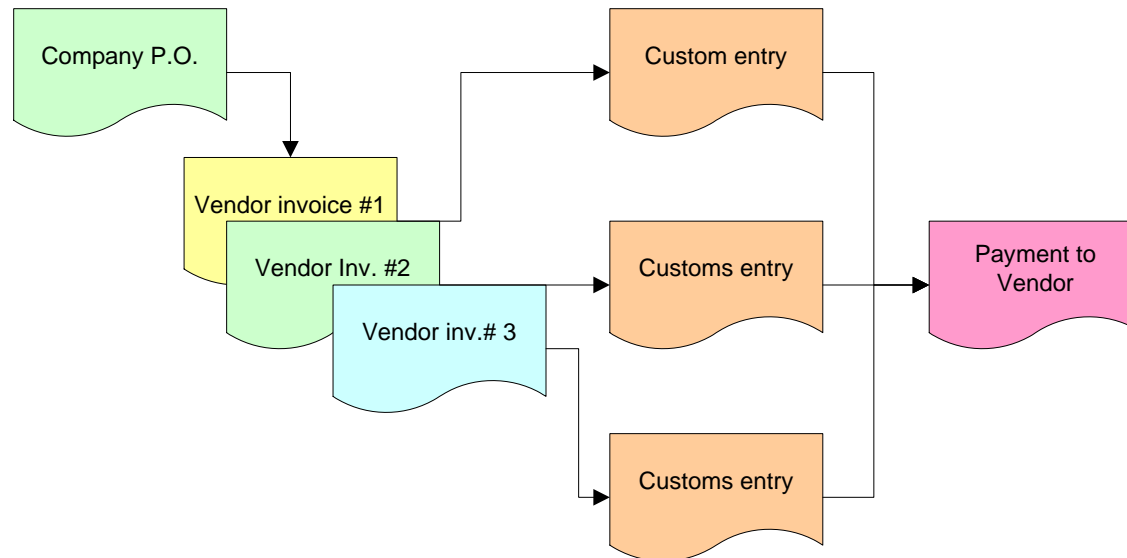 Company P.O.
Custom entry
Vendor invoice #1
Vendor Inv. #2
Customs entry
Payment to
Vendor
Vendor inv.# 3
Customs entry